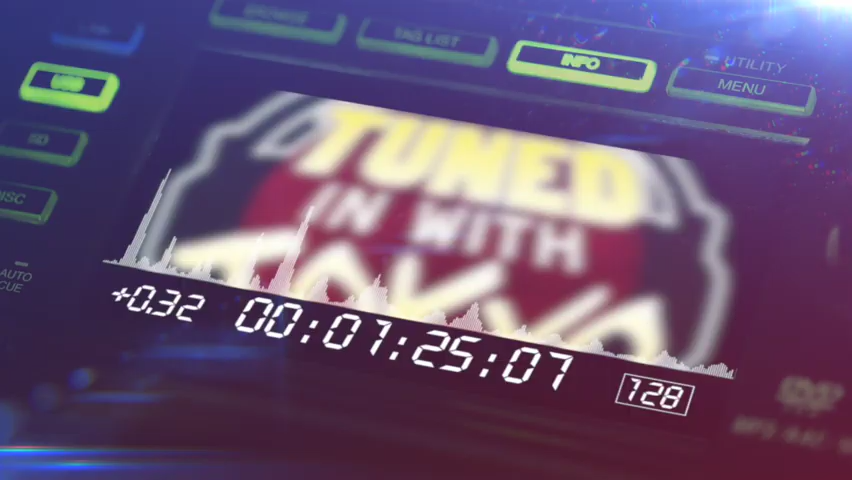 BROWSE
TAG LIST
INFO
UTILITY
MENU
USB
SD
DISC
AUTO
CUE
TUNED
IN WITH
+0.32
00:01:25:07
128